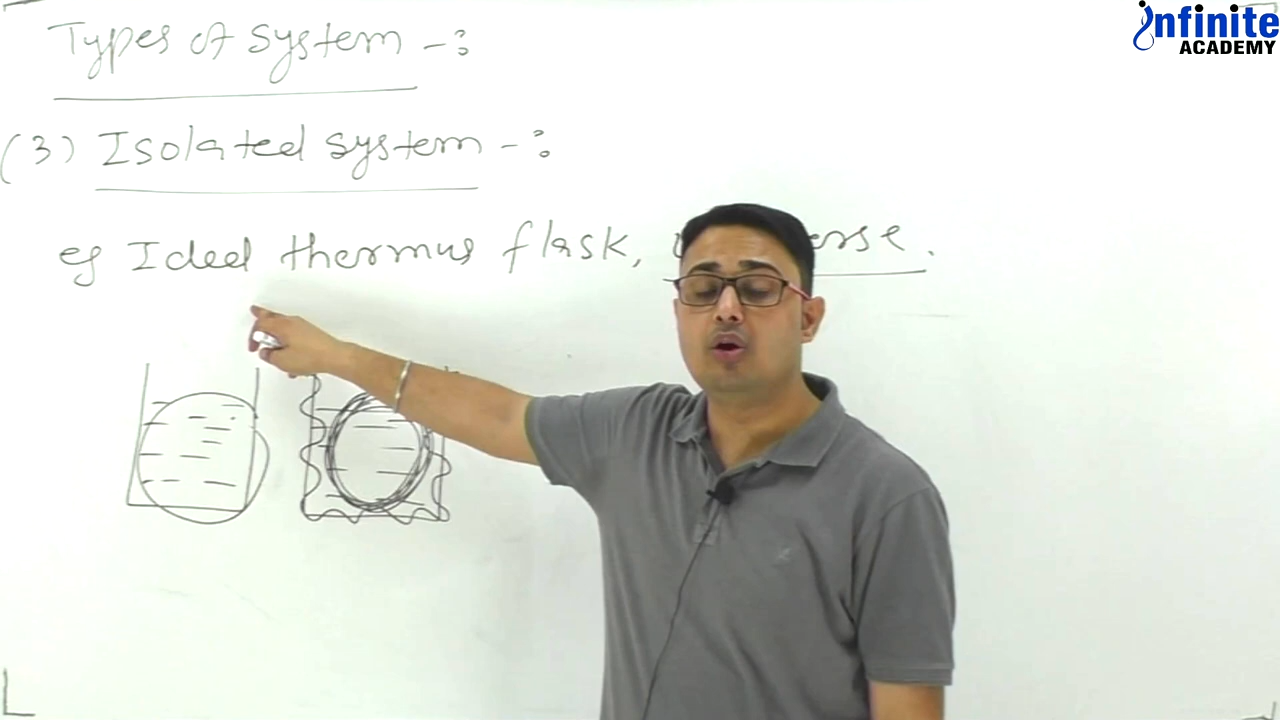 Infinite
ACADEMY
Types of system -:
(3) Isolated system -:
eg Ideal thermus flask,